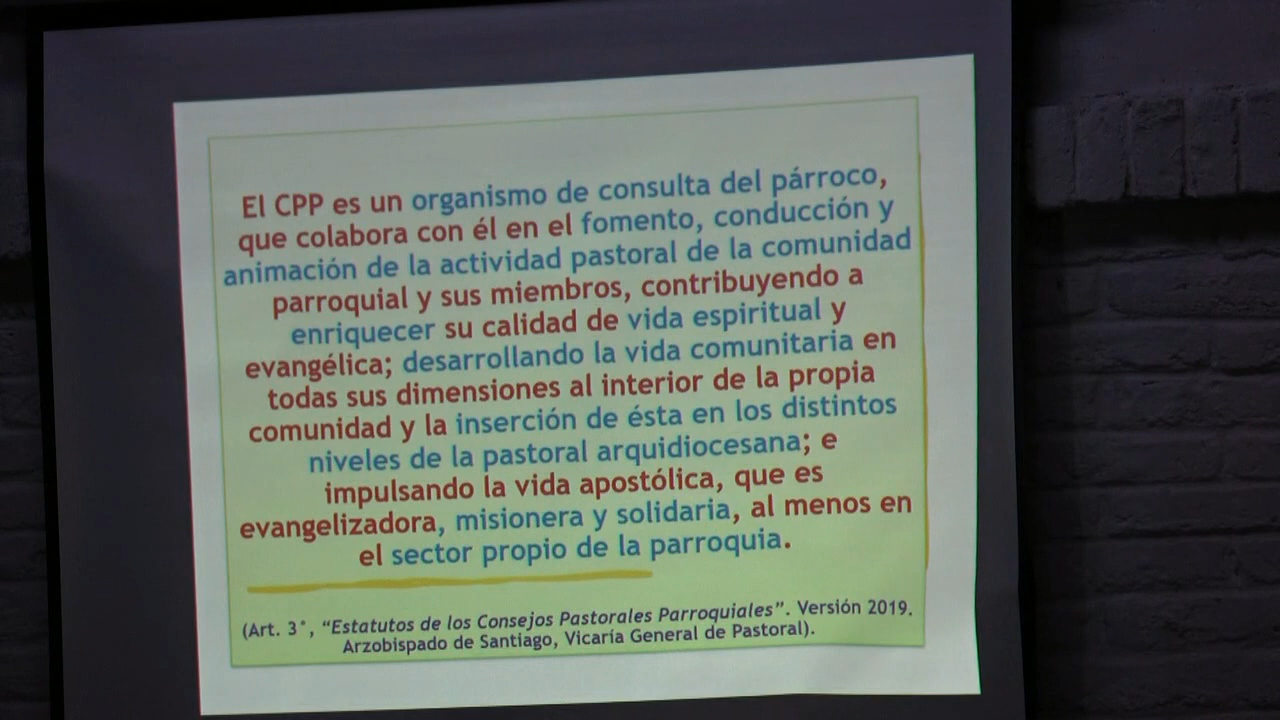 El CPP es un organismo de consulta del párroco,
que colabora con él en el fomento, conducción y
animación de la actividad pastoral de la comunidad
parroquial y sus miembros, contribuyendo a
enriquecer su calidad de vida espiritual y
evangélica; desarrollando la vida comunitaria en
todas sus dimensiones al interior de la propia
comunidad y la inserción de ésta en los distintos
niveles de la pastoral arquidiocesana; e
impulsando la vida apostólica, que es
evangelizadora, misionera y solidaria, al menos en
el sector propio de la parroquia.
(Art. 3°, “Estatutos de los Consejos Pastorales Parroquiales”. Versión 2019.
Arzobispado de Santiago, Vicaría General de Pastoral).